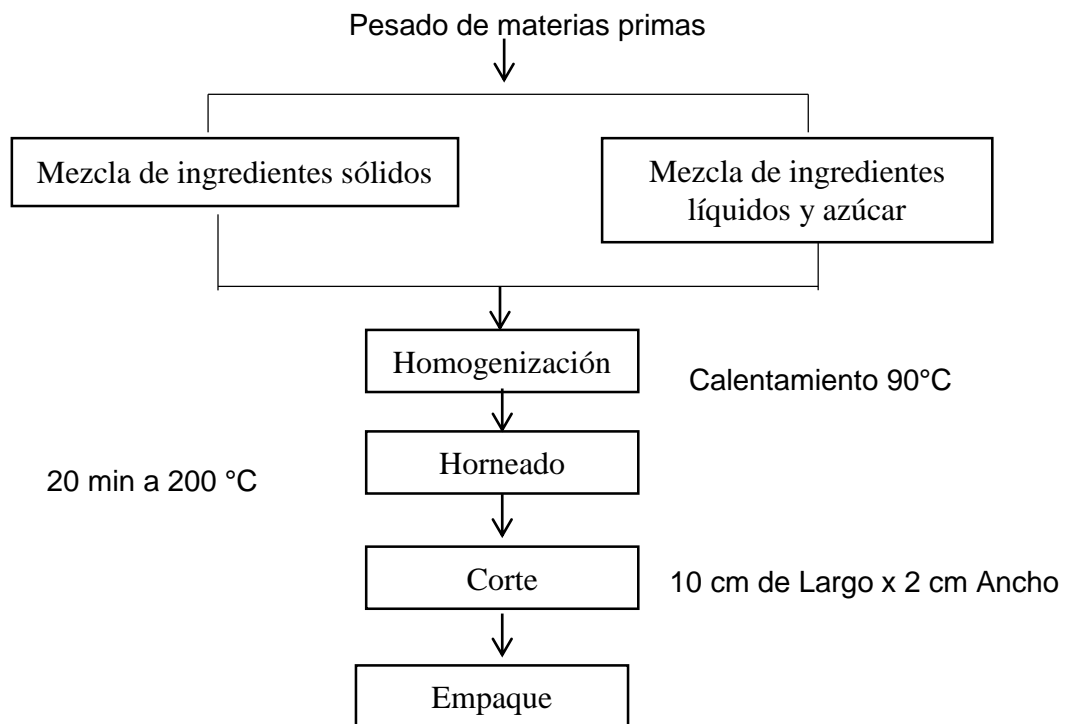 Pesado de materias primas
Mezcla de ingredientes sólidos
Mezcla de ingredientes
líquidos y azúcar
Homogenización
Calentamiento 90°C
Horneado
20 min a 200 °C
Corte
10 cm de Largo x 2 cm Ancho
Empaque